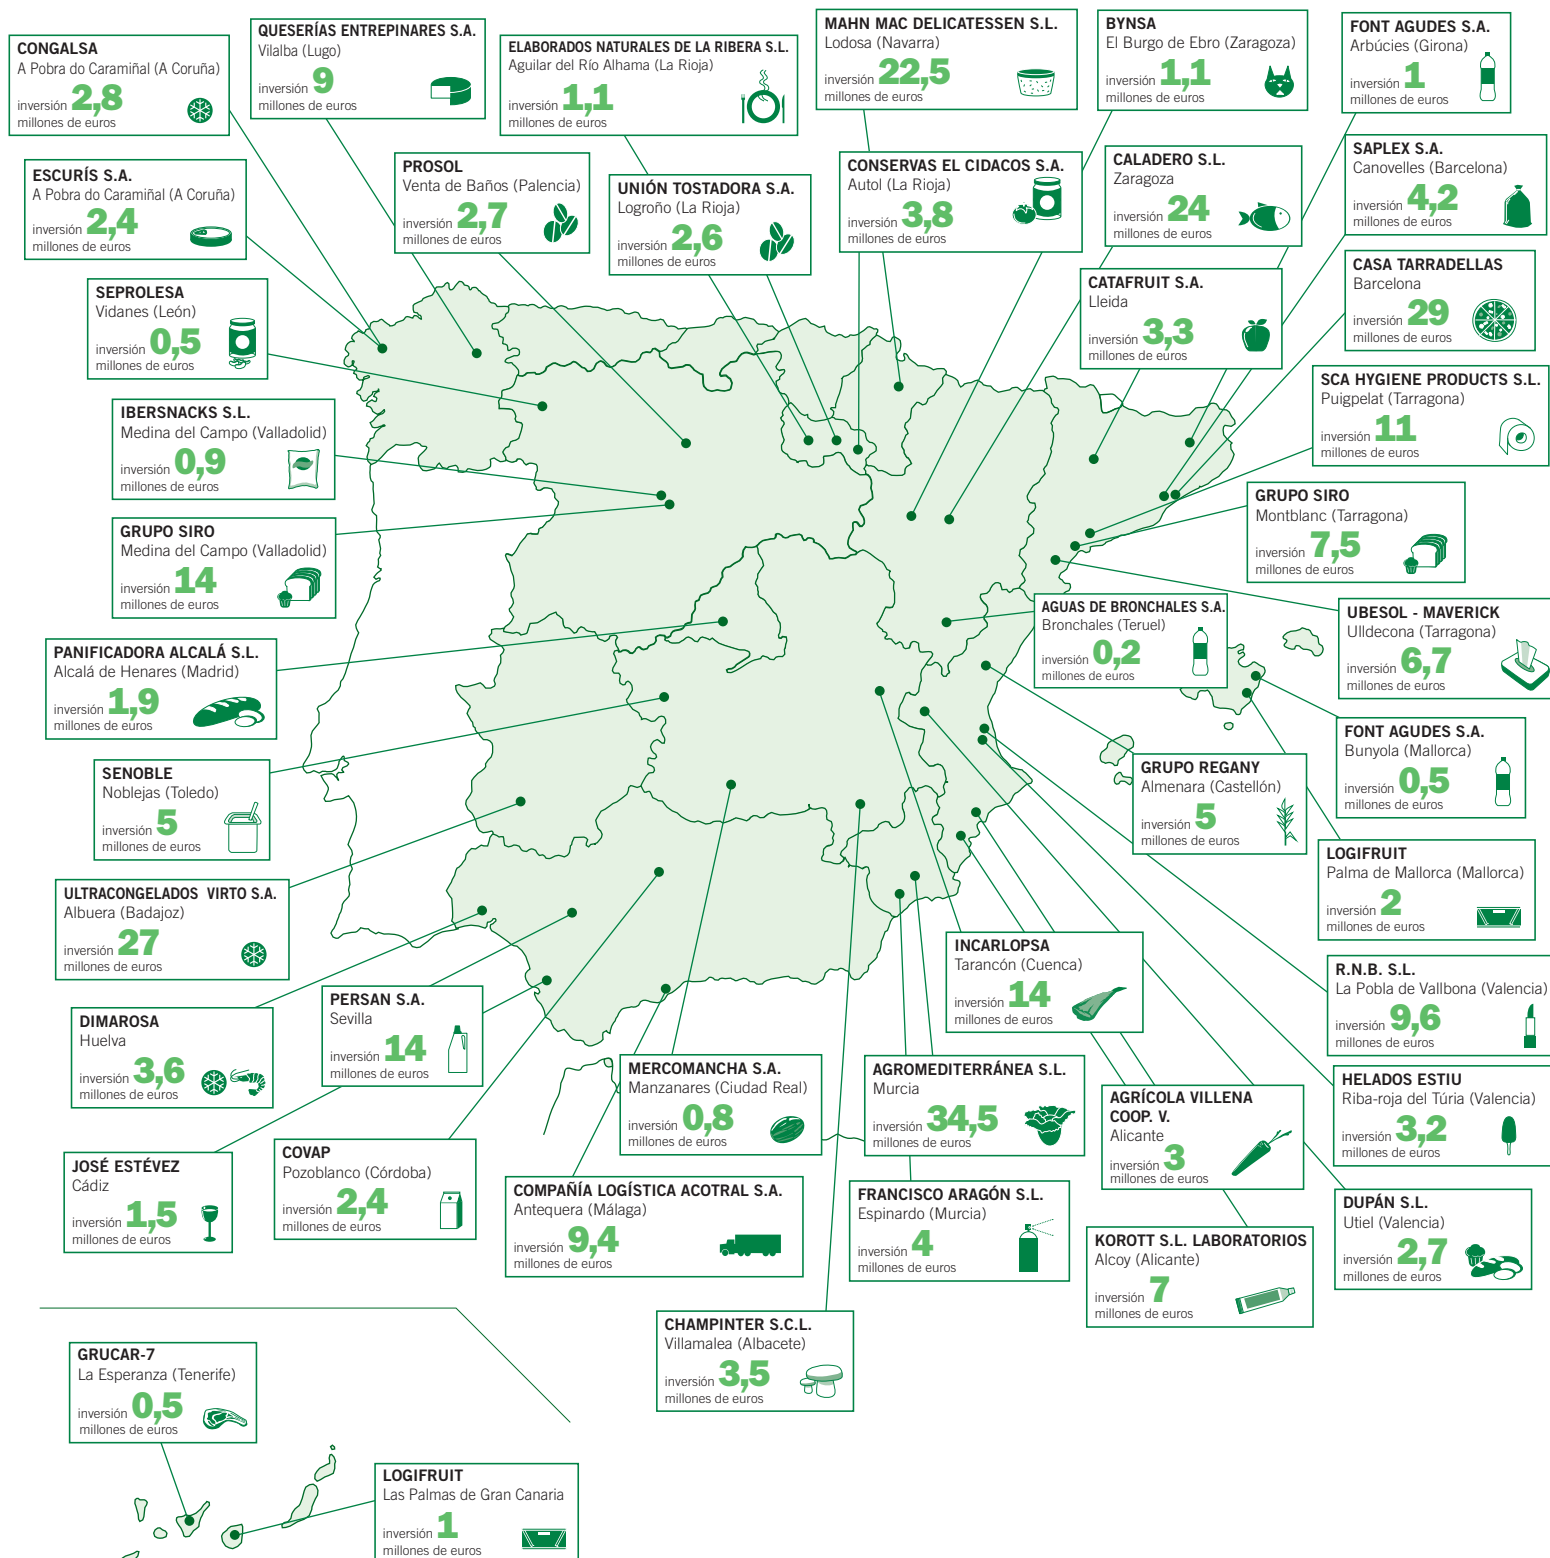 CONGALSA
A Pobra do Caramiñal (A Coruña)
inversión 2,8
millones de euros
QUESERÍAS ENTREPINARES S.A.
Vilalba (Lugo)
inversión 9
millones de euros
ELABORADOS NATURALES DE LA RIBERA S.L.
Aguilar del Río Alhama (La Rioja)
inversión 1,1
millones de euros
MAHN MAC DELICATESSEN S.L.
Lodosa (Navarra)
inversión 22,5
millones de euros
BYNSA
El Burgo de Ebro (Zaragoza)
inversión 1,1
millones de euros
FONT AGUDES S.A.
Arbúcies (Girona)
inversión 1
millones de euros
ESCURÍS S.A.
A Pobra do Caramiñal (A Coruña)
inversión 2,4
millones de euros
PROSOL
Venta de Baños (Palencia)
inversión 2,7
millones de euros
UNIÓN TOSTADORA S.A.
Logroño (La Rioja)
inversión 2,6
millones de euros
CONSERVAS EL CIDACOS S.A.
Autol (La Rioja)
inversión 3,8
millones de euros
CALADERO S.L.
Zaragoza
inversión 24
millones de euros
SAPLEX S.A.
Canovelles (Barcelona)
inversión 4,2
millones de euros
SEPROLESA
Vidanes (León)
inversión 0,5
millones de euros
CATAFRUIT S.A.
Lleida
inversión 3,3
millones de euros
CASA TARRADELLAS
Barcelona
inversión 29
millones de euros
IBERSNACKS S.L.
Medina del Campo (Valladolid)
inversión 0,9
millones de euros
SCA HYGIENE PRODUCTS S.L.
Puigpelat (Tarragona)
inversión 11
millones de euros
GRUPO SIRO
Medina del Campo (Valladolid)
inversión 14
millones de euros
GRUPO SIRO
Montblanc (Tarragona)
inversión 7,5
millones de euros
PANIFICADORA ALCALÁ S.L.
Alcalá de Henares (Madrid)
inversión 1,9
millones de euros
AGUAS DE BRONCHALES S.A.
Bronchales (Teruel)
inversión 0,2
millones de euros
UBESOL - MAVERICK
Ulldecona (Tarragona)
inversión 6,7
millones de euros
SENOBLE
Noblejas (Toledo)
inversión 5
millones de euros
GRUPO REGANY
Almenara (Castellón)
inversión 5
millones de euros
FONT AGUDES S.A.
Bunyola (Mallorca)
inversión 0,5
millones de euros
ULTRACONGELADOS VIRTO S.A.
Albuera (Badajoz)
inversión 27
millones de euros
LOGIFRUIT
Palma de Mallorca (Mallorca)
inversión 2
millones de euros
DIMAROSA
Huelva
inversión 3,6
millones de euros
PERSAN S.A.
Sevilla
inversión 14
millones de euros
INCARLOPSA
Tarancón (Cuenca)
inversión 14
millones de euros
R.N.B. S.L.
La Pobla de Vallbona (Valencia)
inversión 9,6
millones de euros
MERCOMANCHA S.A.
Manzanares (Ciudad Real)
inversión 0,8
millones de euros
AGROMEDITERRÁNEA S.L.
Murcia
inversión 34,5
millones de euros
AGRÍCOLA VILLENA
COOP. V.
Alicante
inversión 3
millones de euros
HELADOS ESTIU
Riba-roja del Túria (Valencia)
inversión 3,2
millones de euros
JOSÉ ESTÉVEZ
Cádiz
inversión 1,5
millones de euros
COVAP
Pozoblanco (Córdoba)
inversión 2,4
millones de euros
COMPAÑÍA LOGÍSTICA ACOTRAL S.A.
Antequera (Málaga)
inversión 9,4
millones de euros
FRANCISCO ARAGÓN S.L.
Espinardo (Murcia)
inversión 4
millones de euros
KOROTT S.L. LABORATORIOS
Alcoy (Alicante)
inversión 7
millones de euros
DUPÁN S.L.
Utiel (Valencia)
inversión 2,7
millones de euros
CHAMPINTER S.C.L.
Villamalea (Albacete)
inversión 3,5
millones de euros
GRUCAR-7
La Esperanza (Tenerife)
inversión 0,5
millones de euros
LOGIFRUIT
Las Palmas de Gran Canaria
inversión 1
millones de euros